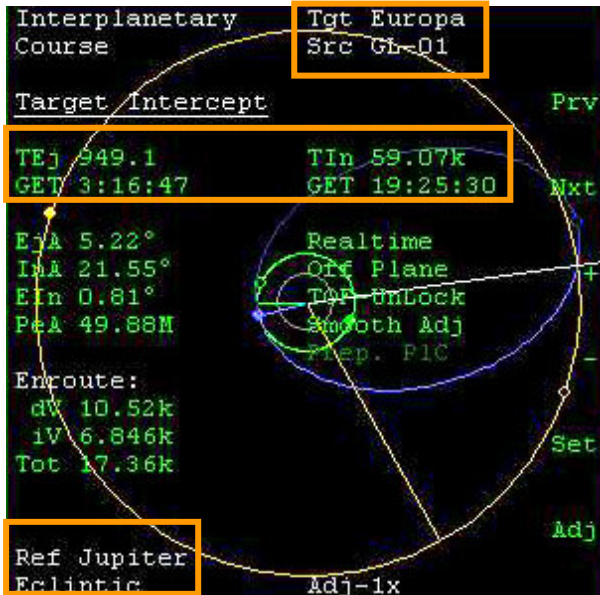 Interplanetary Tgt Europa
Course Src GL-01
Target Intercept
Prv
TEj 949.1 TIn 59.07k
GET 3:16:47 GET 19:25:30
Nxt
EjA 5.22° Realtime
InA 21.55° Off Plane
EIn 0.81° UnLock
+
PeA 49.88M Smooth Adj
Prep. PlC
-
Enroute:
dV 10.52k
iV 6.846k
Set
Tot 17.36k
Adj
Ref Jupiter
Ecliptic Adj-1x